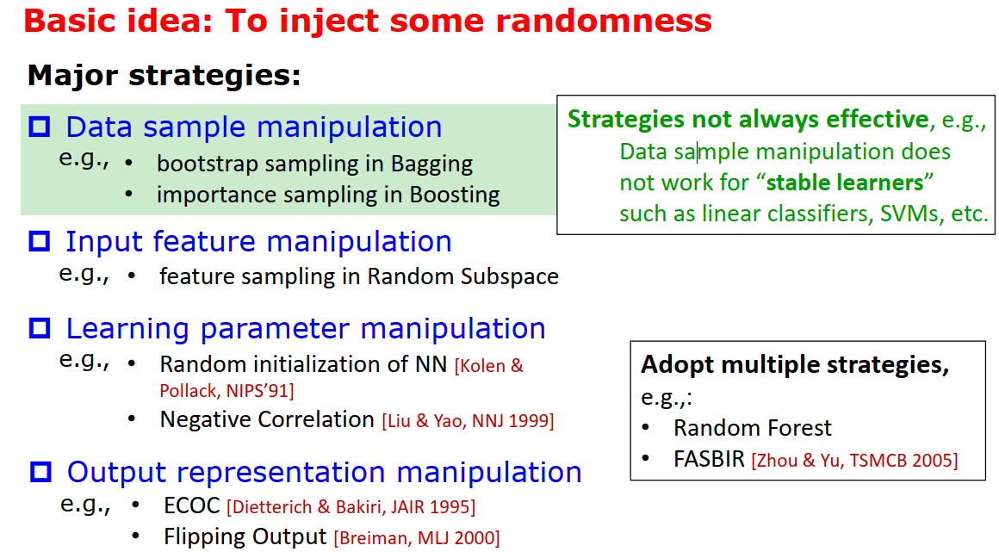 Basic idea: To inject some randomness
Major strategies:
Data sample manipulation
e.g., • bootstrap sampling in Bagging
• importance sampling in Boosting
Strategies not always effective, e.g.,
Data sample manipulation does
not work for “stable learners”
such as linear classifiers, SVMs, etc.
Input feature manipulation
e.g., • feature sampling in Random Subspace
Learning parameter manipulation
e.g., • Random initialization of NN [Kolen &
Pollack, NIPS’91]
• Negative Correlation [Liu & Yao, NNJ 1999]
Adopt multiple strategies,
e.g.,:
• Random Forest
• FASBIR [Zhou & Yu, TSMCB 2005]
Output representation manipulation
e.g., • ECOC [Dietterich & Bakiri, JAIR 1995]
• Flipping Output [Breiman, MLJ 2000]